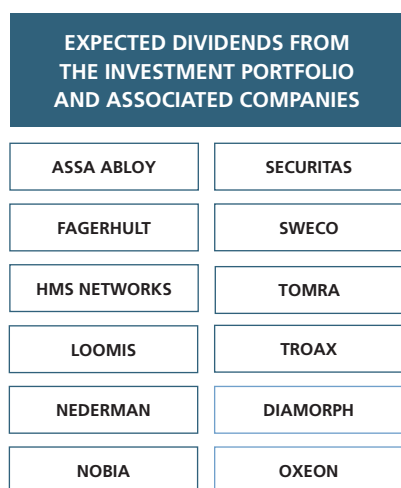 EXPECTED DIVIDENDS FROM
THE INVESTMENT PORTFOLIO
AND ASSOCIATED COMPANIES
ASSA ABLOY
SECURITAS
FAGERHULT
SWECO
HMS NETWORKS
TOMRA
LOOMIS
TROAX
NEDERMAN
DIAMORPH
NOBIA
OXEON